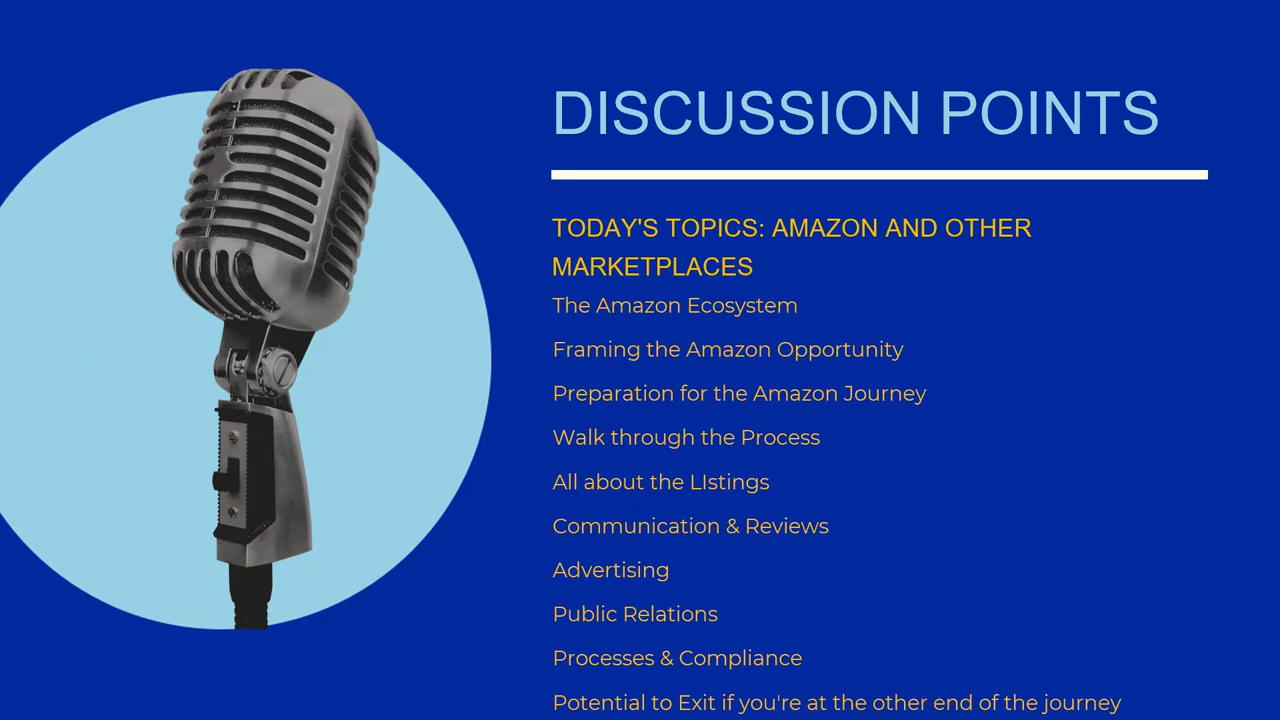 DISCUSSION POINTS
TODAY'S TOPICS: AMAZON AND OTHER
MARKETPLACES
The Amazon Ecosystem
Framing the Amazon Opportunity
Preparation for the Amazon Journey
Walk through the Process
All about the LIstings
Communication & Reviews
Advertising
Public Relations
Processes & Compliance
Potential to Exit if you're at the other end of the journey